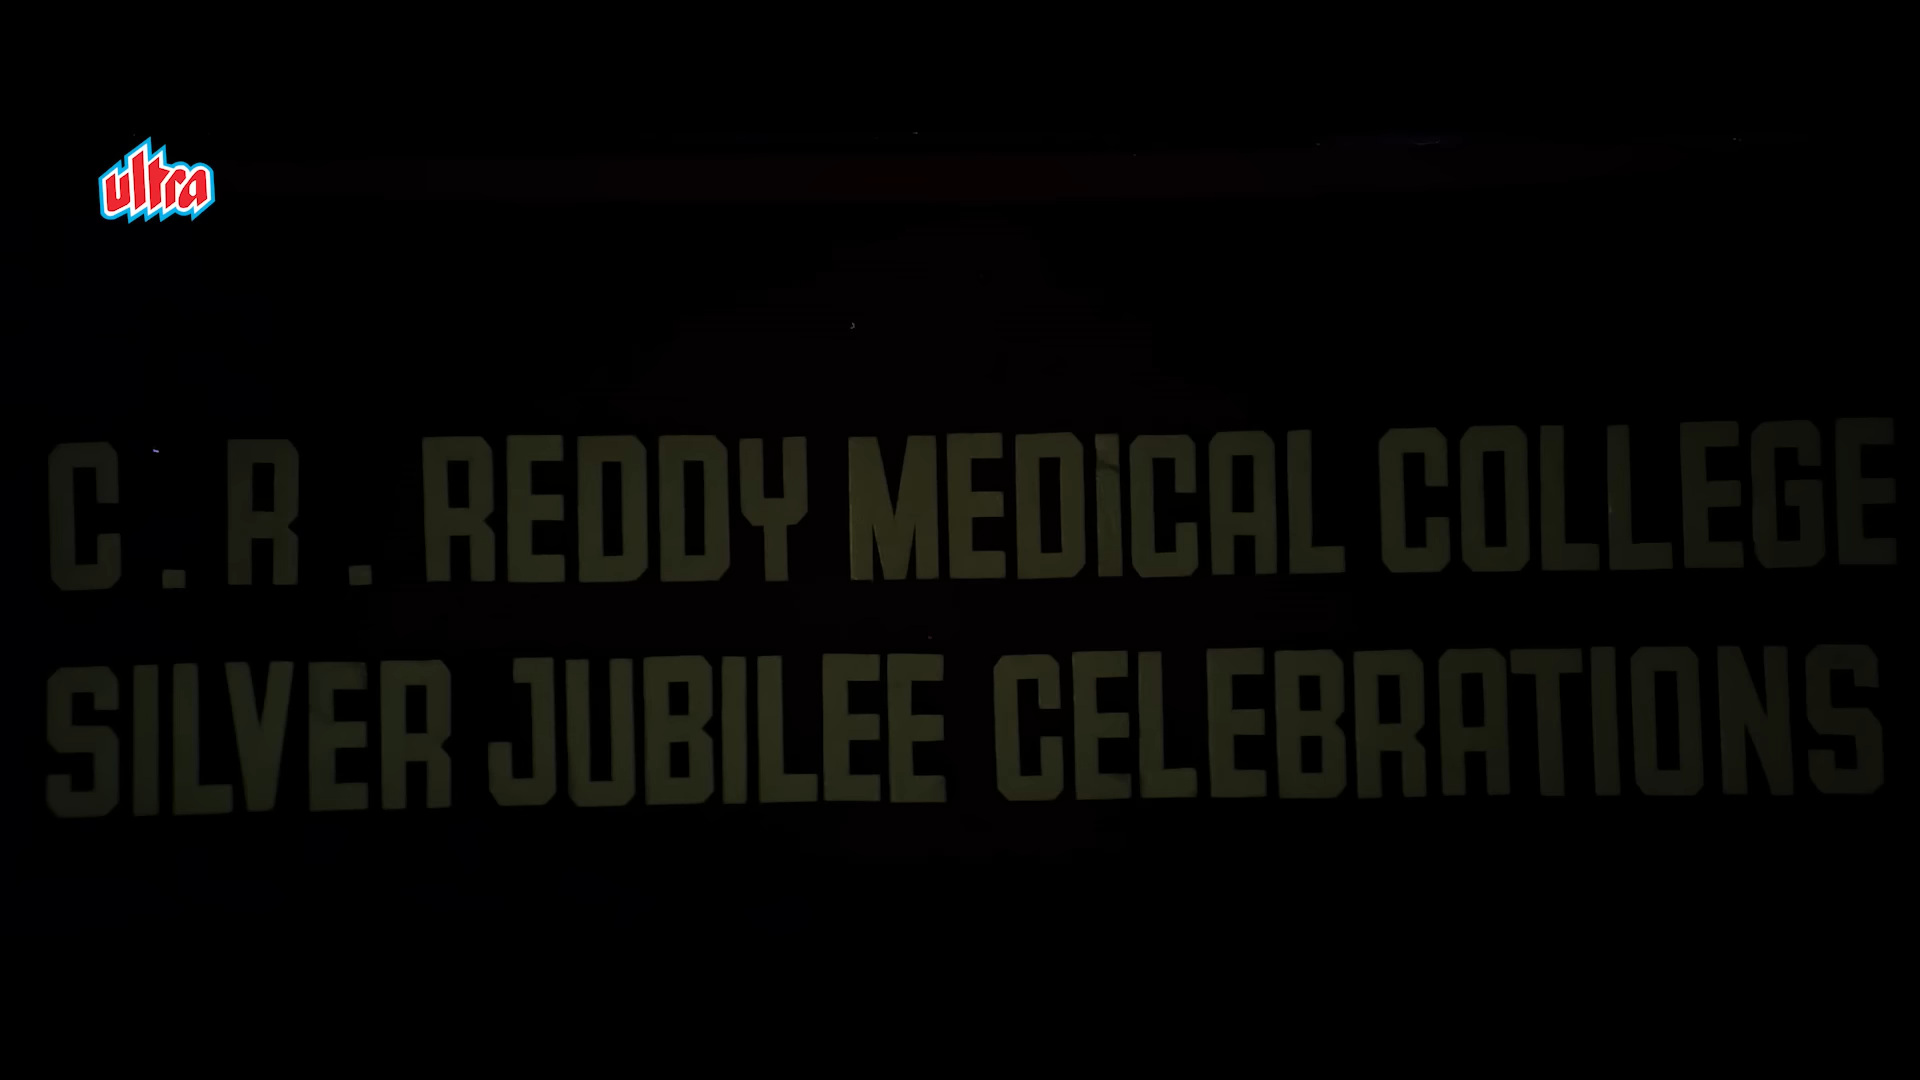 ultra
C . R . REDDY MEDICAL COLLEGE
SILVER JUBILEE CELEBRATIONS